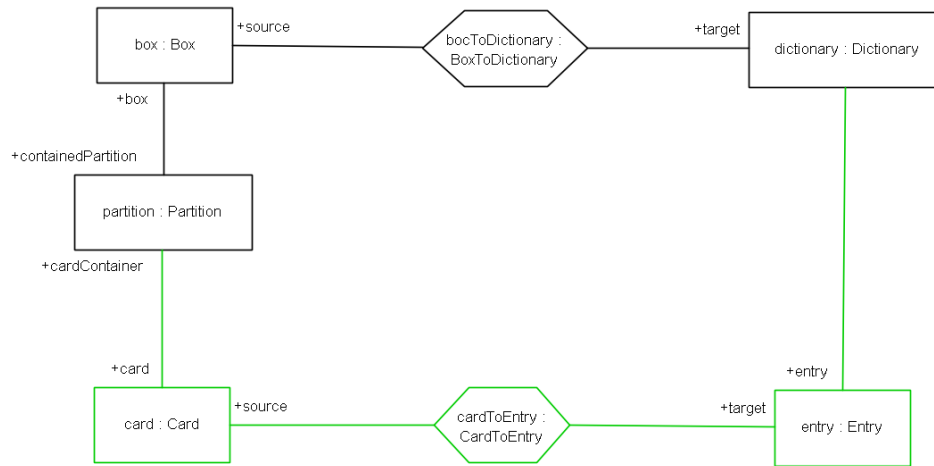 +source
box : Box
bocToDictionary :
BoxToDictionary
+target
dictionary : Dictionary
+box
+containedPartition
partition : Partition
+cardContainer
+card
+entry
+source
card : Card
cardToEntry :
CardToEntry
+target
entry : Entry